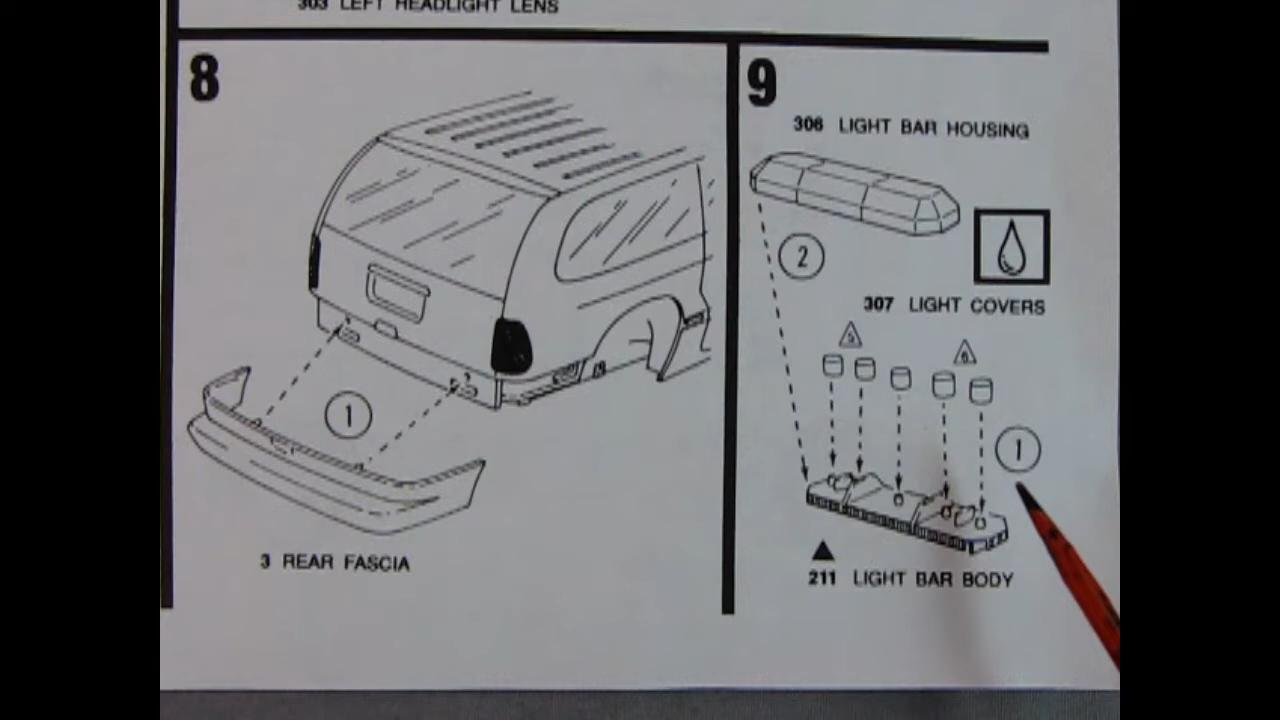 303 LEFT HEADLIGHT LENS
8
1
3 REAR FASCIA
9
306 LIGHT BAR HOUSING
2
307 LIGHT COVERS
1
211 LIGHT BAR BODY